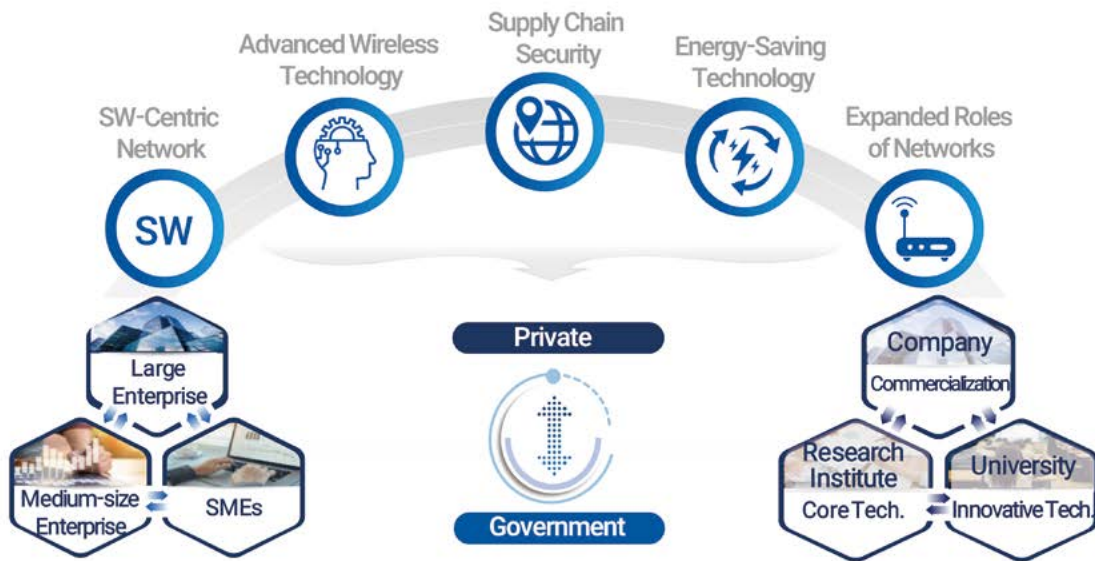 Supply Chain
Security
Advanced Wireless
Technology
Energy-Saving
Technology
SW-Centric
Network
Expanded Roles
of Networks
SW
Private
Government
Large
Enterprise
Medium-size
Enterprise
SMEs
Company
Commercialization
Research
Institute
Core Tech.
University
Innovative Tech.